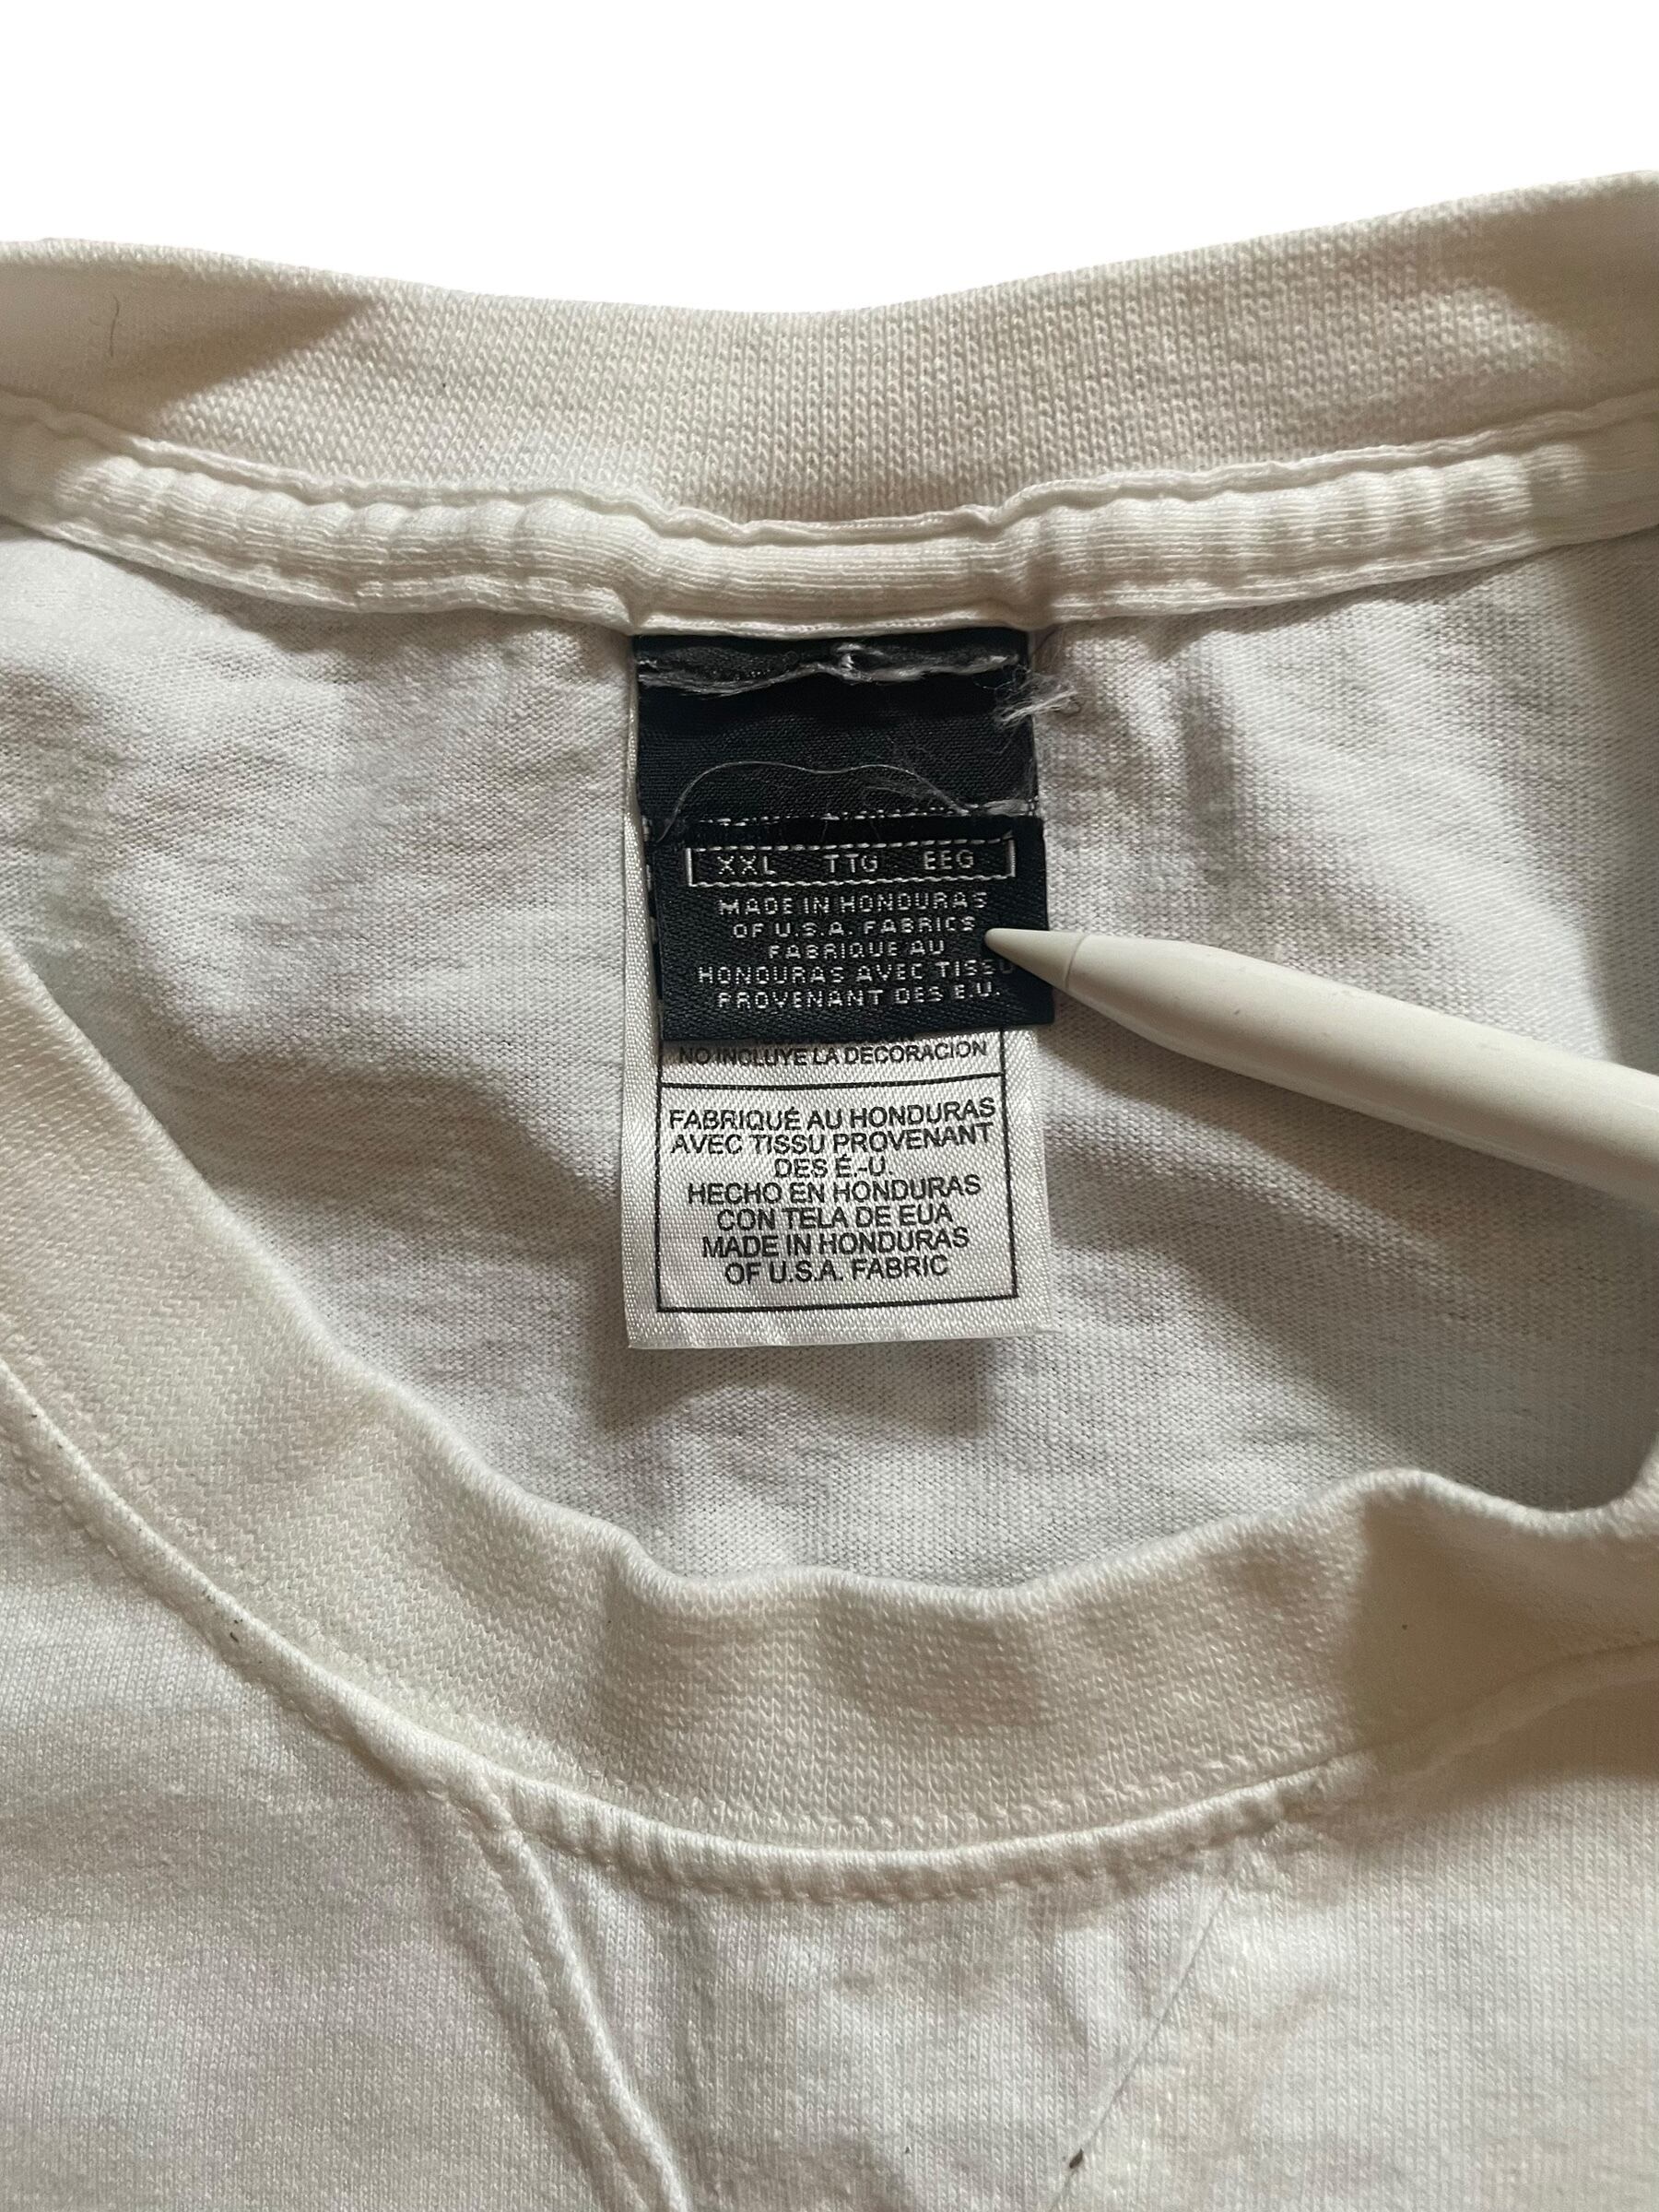 XXL TTG EEG
MADE IN HONDURAS
OF U.S.A. FABRICS
FABRIQUE AU
HONDURAS AVEC TISSU
PROVENANT DES E.U.
NO INCLUYE LA DECORACION
FABRIQUÉ AU HONDURAS
AVEC TISSU PROVENANT
DES É.-U.
HECHO EN HONDURAS
CON TELA DE EUA
MADE IN HONDURAS
OF U.S.A. FABRIC